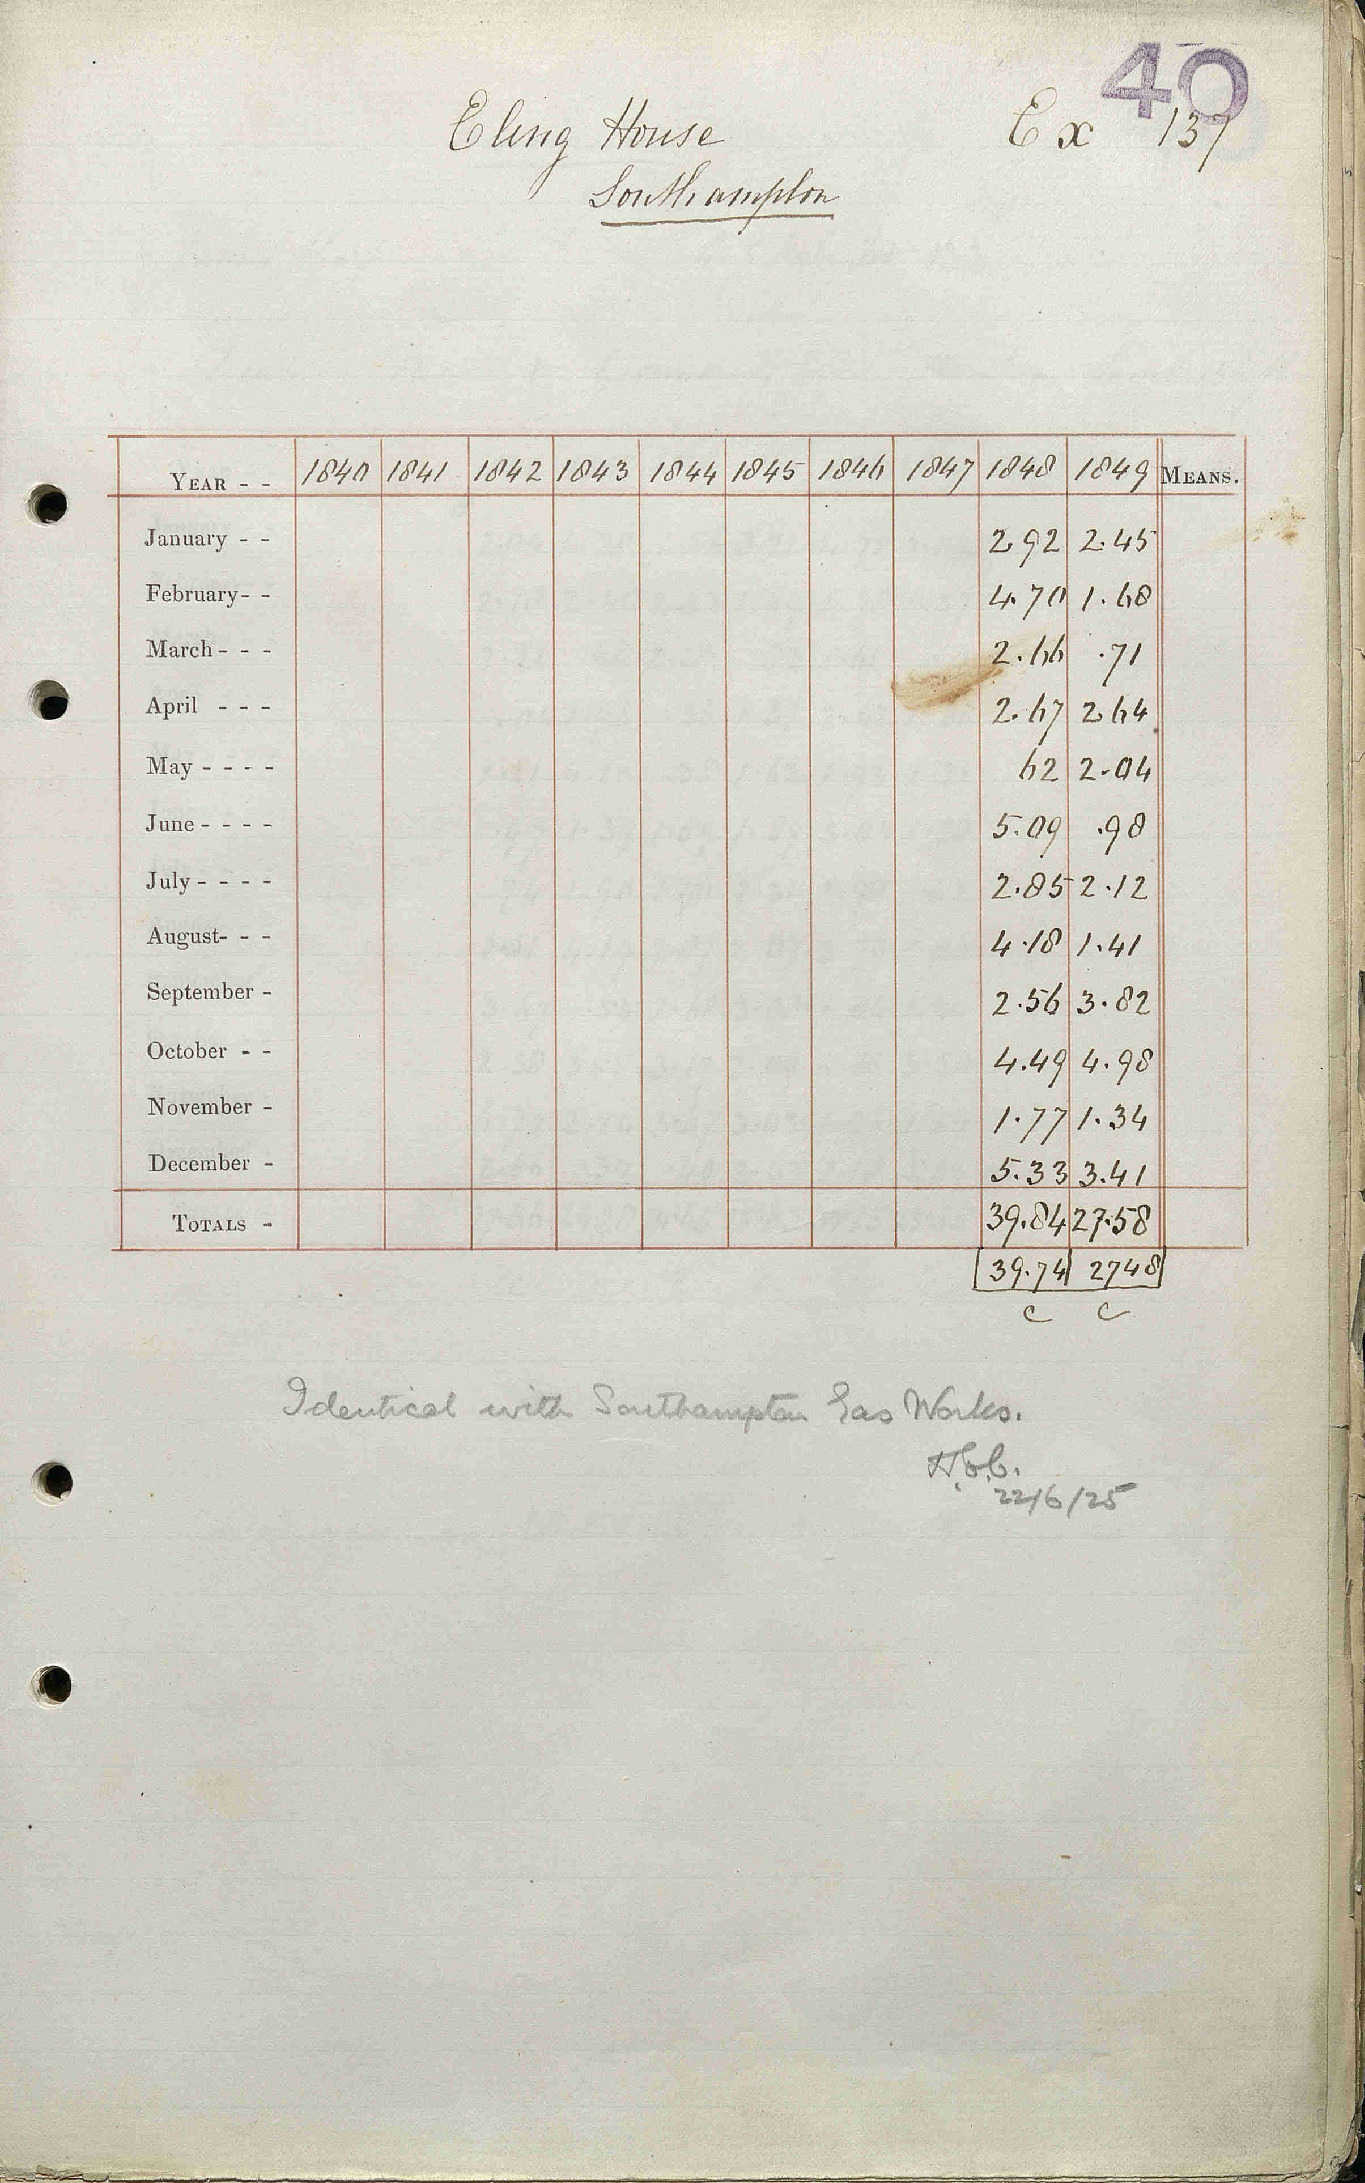 40
Eling House Ex 137
Southampton
YEAR - - 1840 1841 1842 1843 1844 1845 1846 1847 1848 1849 MEANS.
January - - 2.92 2.45
February - - 4.70 1.68
March - - - 2.66 .71
April - - - 2.67 2.64
May - - - - 62 2.04
June - - - - 5.09 .98
July - - - - 2.85 2.12
August - - - 4.18 1.41
September - 2.56 3.82
October - - 4.49 4.98
November - 1.77 1.34
December - 5.33 3.41
TOTALS - 39.84 27.58
39.74 2748
c c
Identical with Southampton Gas Works.
22/6/25